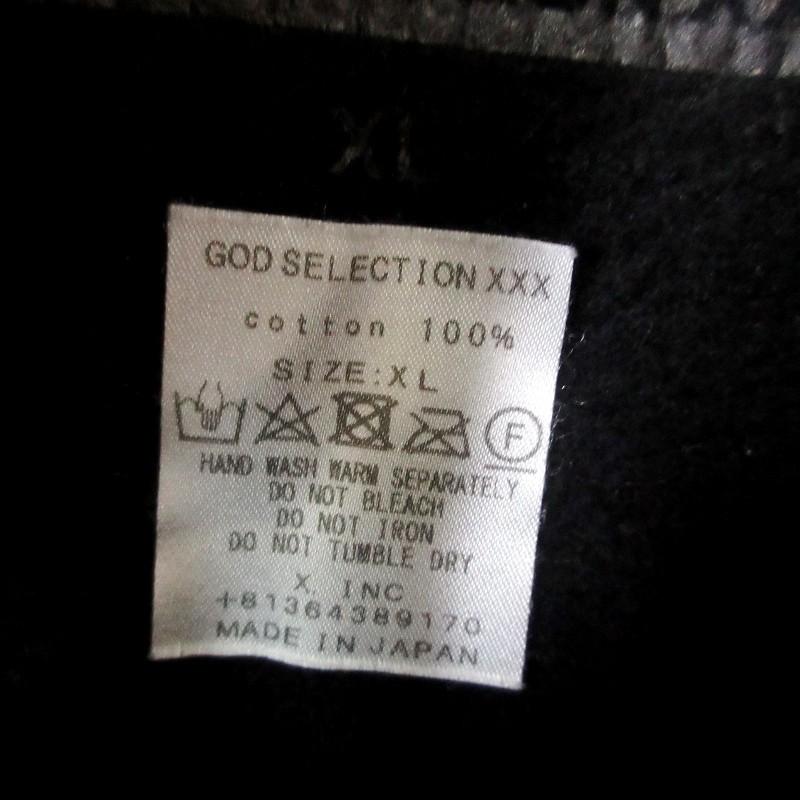 XL
GOD SELECTION XXX
cotton 100%
SIZE:XL
F
HAND WASH WARM SEPARATELY
DO NOT BLEACH
DO NOT IRON
DO NOT TUMBLE DRY
X. INC
+81364389170
MADE IN JAPAN